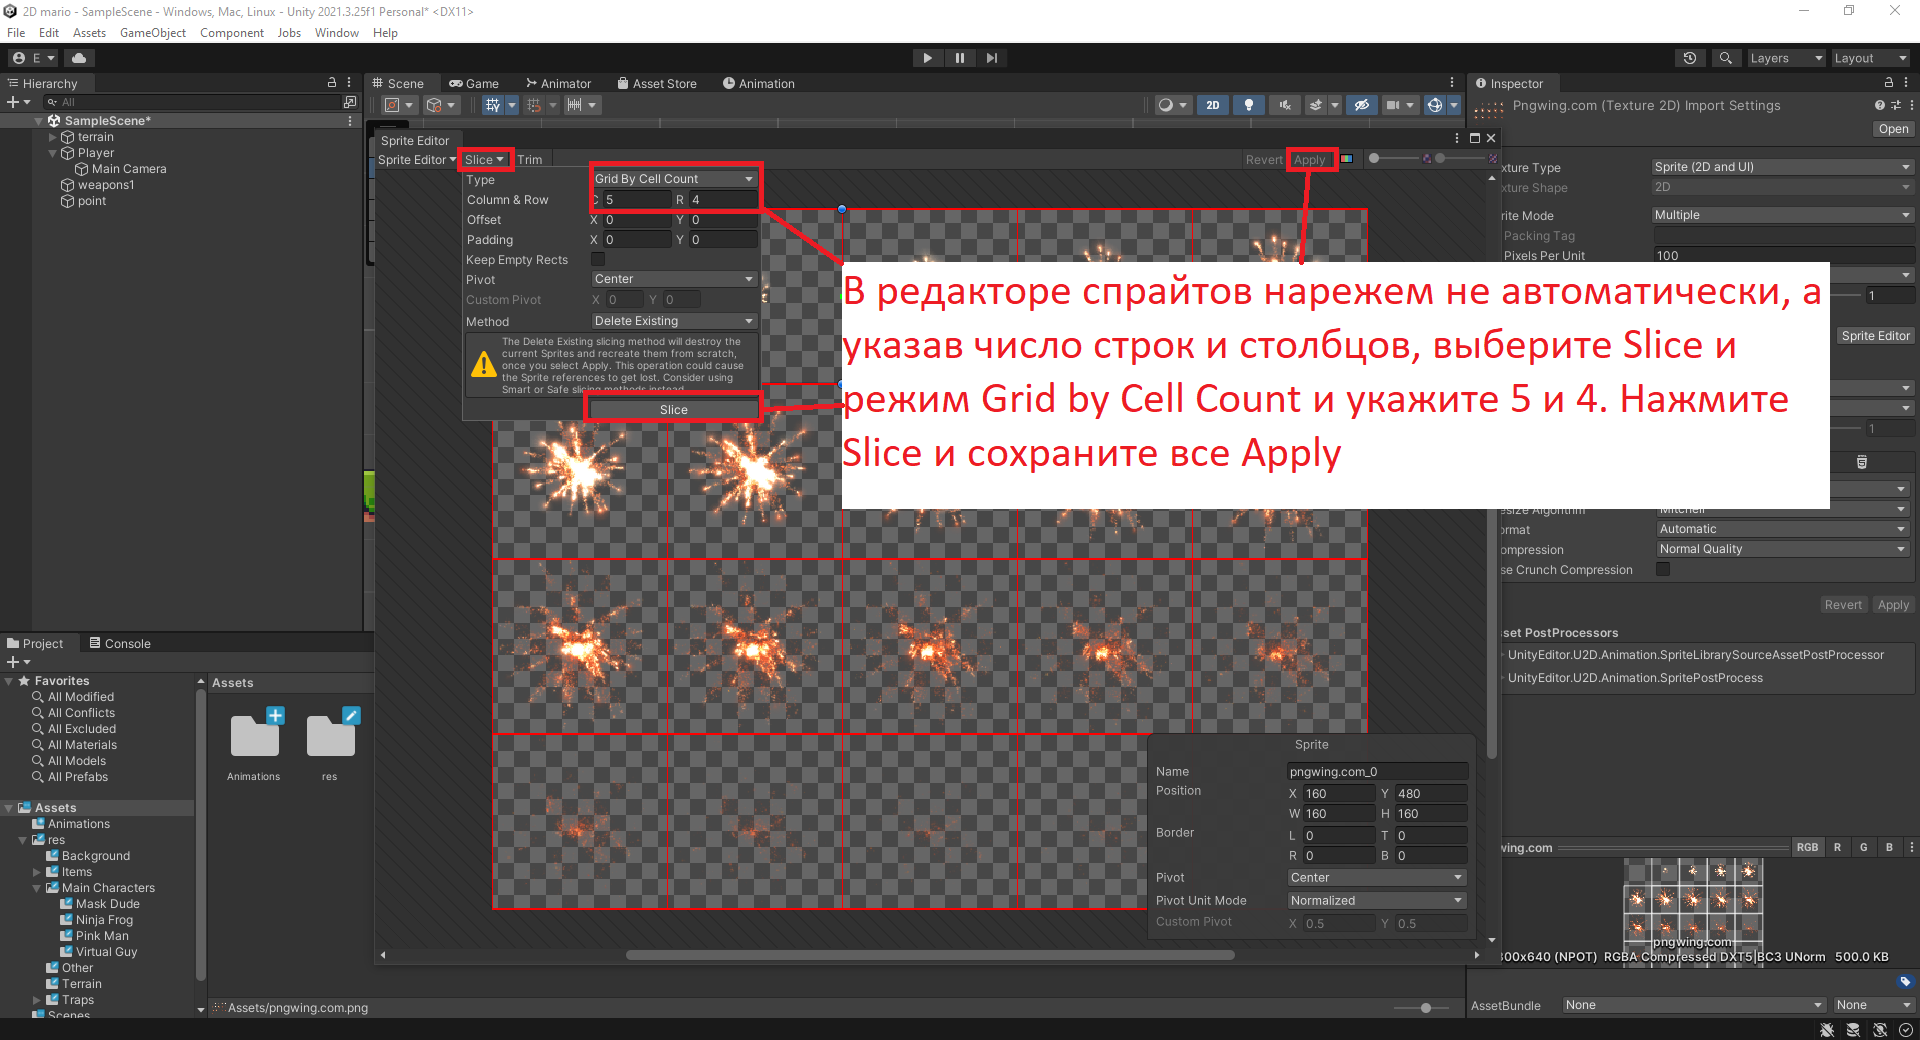 2D mario - SampleScene - Windows, Mac, Linux - Unity 2021.3.25f1 Personal* <DX11>
File Edit Assets GameObject Component Jobs Window Help
E
Layers
Layout
Hierarchy
All
SampleScene*
terrain
Player
Main Camera
weapons1
point
Scene
Game
Animator
Asset Store
Animation
2D
Sprite Editor
Sprite Editor
Slice
Trim
Revert
Apply
Type
Grid By Cell Count
Column & Row
C 5 R 4
Offset
X 0 Y 0
Padding
X 0 Y 0
Keep Empty Rects
Pivot
Center
Custom Pivot
X 0 Y 0
Method
Delete Existing
The Delete Existing slicing method will destroy the
current Sprites and recreate them from scratch,
once you select Apply. This operation could cause
the Sprite references to get lost. Consider using
Smart or Safe slicing methods instead.
Slice
В редакторе спрайтов нарежем не автоматически, а
указав число строк и столбцов, выберите Slice и
режим Grid by Cell Count и укажите 5 и 4. Нажмите
Slice и сохраните все Apply
Sprite
Name
pngwing.com_0
Position
X 160 Y 480
W 160 H 160
Border
L 0 T 0
R 0 B 0
Pivot
Center
Pivot Unit Mode
Normalized
Custom Pivot
X 0.5 Y 0.5
Inspector
Pngwing.com (Texture 2D) Import Settings
Open
xture Type
Sprite (2D and UI)
xture Shape
2D
rite Mode
Multiple
Packing Tag
Pixels Per Unit
100
1
Sprite Editor
1
esize Algorithm
Mitchell
ormat
Automatic
ompression
Normal Quality
se Crunch Compression
Revert
Apply
sset PostProcessors
UnityEditor.U2D.Animation.SpriteLibrarySourceAssetPostProcessor
UnityEditor.U2D.Animation.SpritePostProcess
wing.com
RGB R G B
pngwing.com
800x640 (NPOT) RGBA Compressed DXT5|BC3 UNorm 500.0 KB
AssetBundle
None
None
Project
Console
Favorites
All Modified
All Conflicts
All Excluded
All Materials
All Models
All Prefabs
Assets
Animations
res
Background
Items
Main Characters
Mask Dude
Ninja Frog
Pink Man
Virtual Guy
Other
Terrain
Traps
Scenes
Assets
Animations
res
Assets/pngwing.com.png